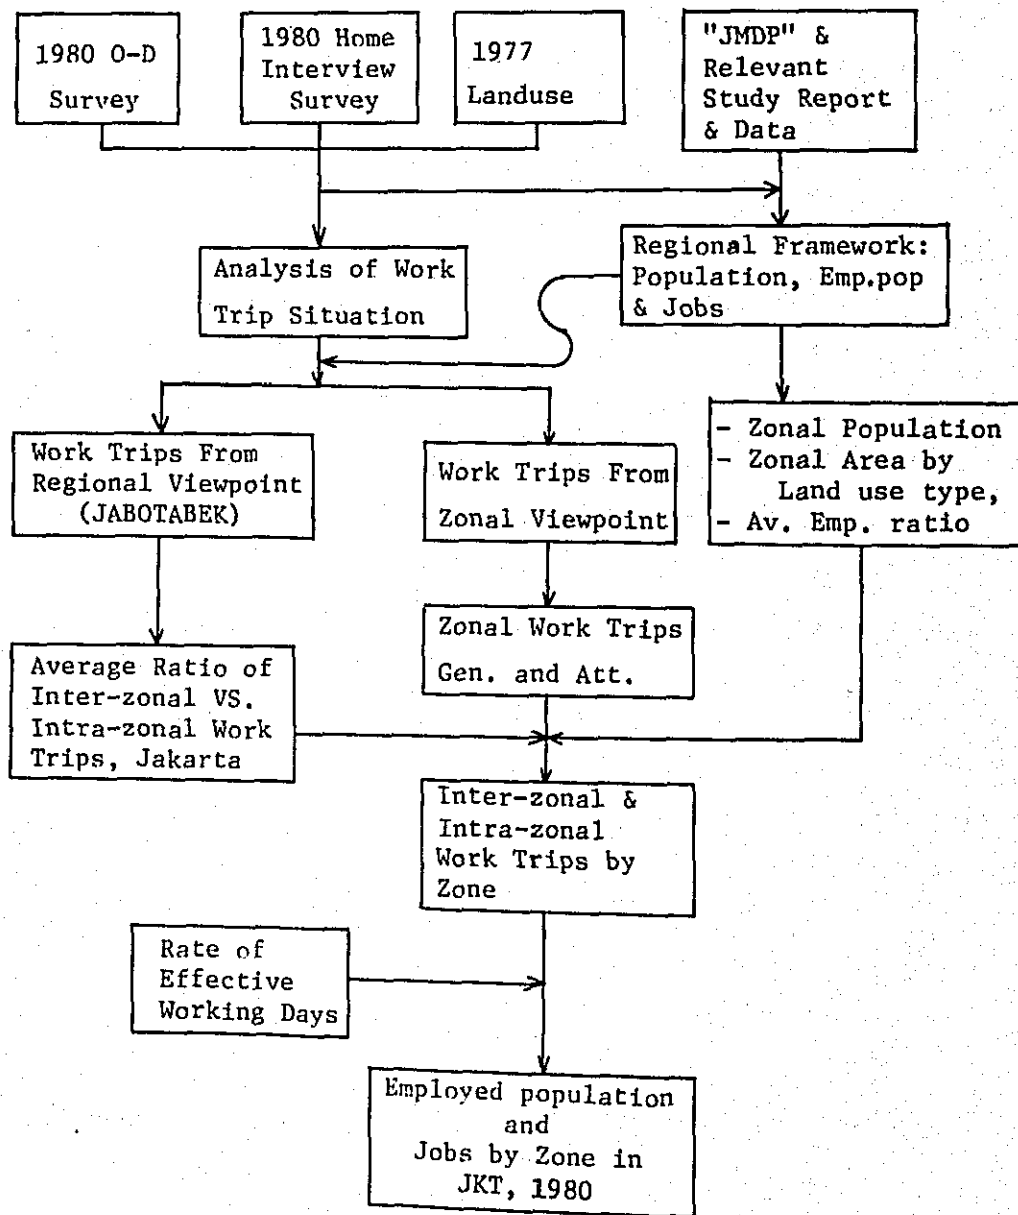 1980 O-D
Survey
1980 Home
Interview
Survey
1977
Landuse
"JMDP" &
Relevant
Study Report
& Data
Analysis of Work
Trip Situation
Regional Framework:
Population, Emp.pop
& Jobs
Work Trips From
Regional Viewpoint
(JABOTABEK)
Work Trips From
Zonal Viewpoint
- Zonal Population
- Zonal Area by
Land use type,
- Av. Emp. ratio
Average Ratio of
Inter-zonal VS.
Intra-zonal Work
Trips, Jakarta
Zonal Work Trips
Gen. and Att.
Inter-zonal &
Intra-zonal
Work Trips by
Zone
Rate of
Effective
Working Days
Employed population
and
Jobs by Zone in
JKT, 1980